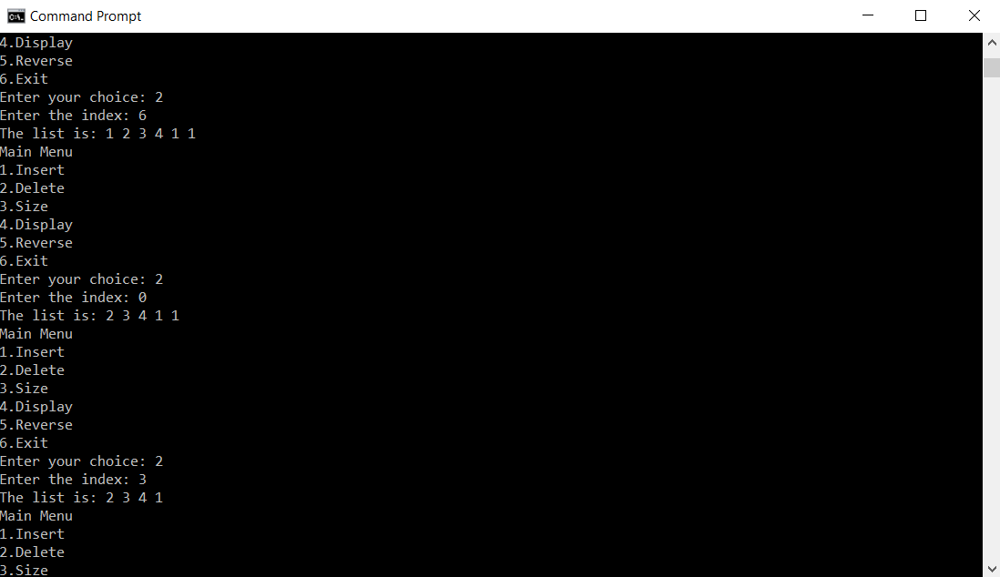 Command Prompt
4.Display
5.Reverse
6.Exit
Enter your choice: 2
Enter the index: 6
The list is: 1 2 3 4 1 1
Main Menu
1.Insert
2.Delete
3.Size
4.Display
5.Reverse
6.Exit
Enter your choice: 2
Enter the index: 0
The list is: 2 3 4 1 1
Main Menu
1.Insert
2.Delete
3.Size
4.Display
5.Reverse
6.Exit
Enter your choice: 2
Enter the index: 3
The list is: 2 3 4 1
Main Menu
1.Insert
2.Delete
3.Size